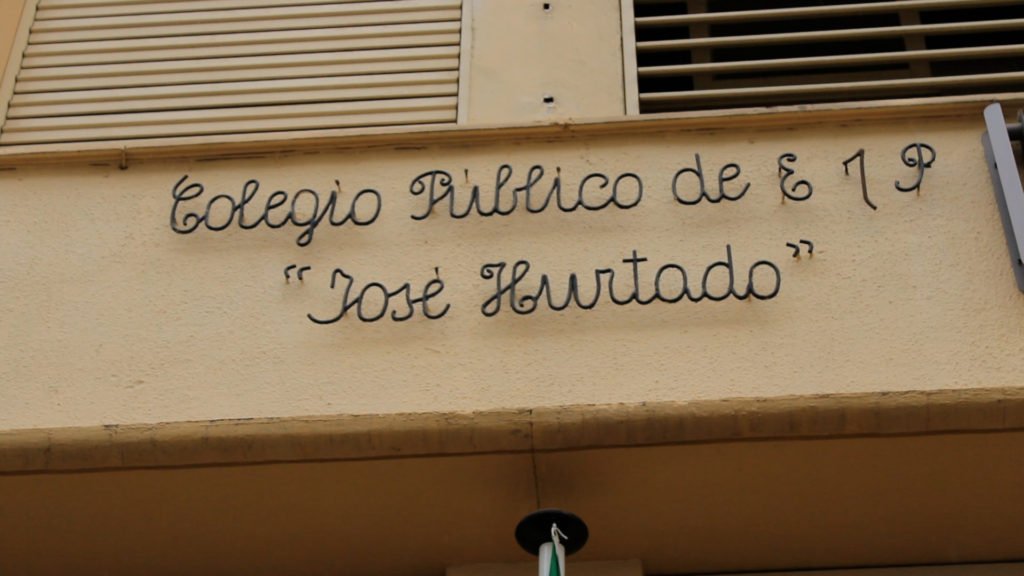 Colegio Público de E I P
“José Hurtado”